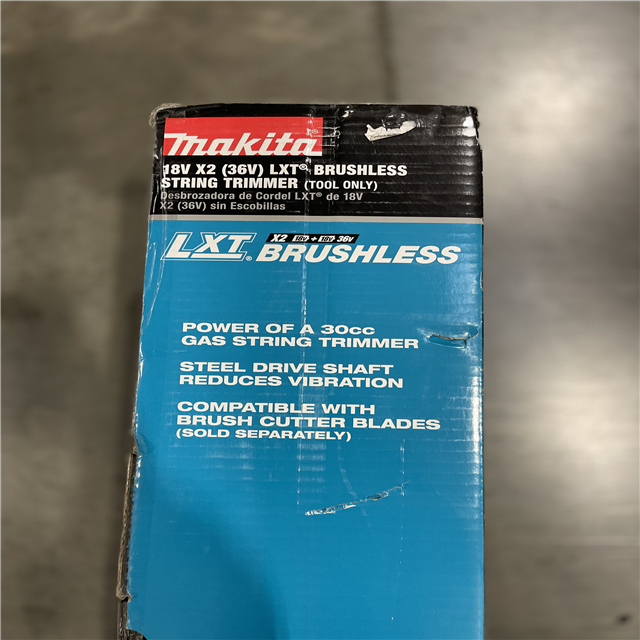 makita®
18V X2 (36V) LXT® BRUSHLESS
STRING TRIMMER (TOOL ONLY)
Desbrozadora de Cordel LXT® de 18V
X2 (36V) sin Escobillas
LXT® X2 18V + 18V 36V
BRUSHLESS
POWER OF A 30cc
GAS STRING TRIMMER
STEEL DRIVE SHAFT
REDUCES VIBRATION
COMPATIBLE WITH
BRUSH CUTTER BLADES
(SOLD SEPARATELY)